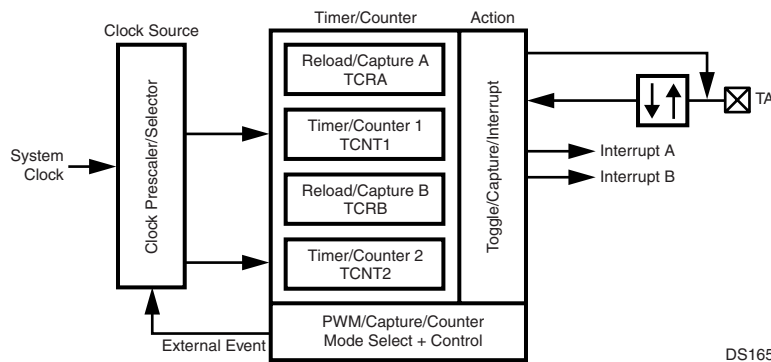 Clock Source
Timer/Counter
Action
System
Clock
Clock Prescaler/Selector
Reload/Capture A
TCRA
Timer/Counter 1
TCNT1
Reload/Capture B
TCRB
Timer/Counter 2
TCNT2
Toggle/Capture/Interrupt
TA
Interrupt A
Interrupt B
External Event
PWM/Capture/Counter
Mode Select + Control
DS165